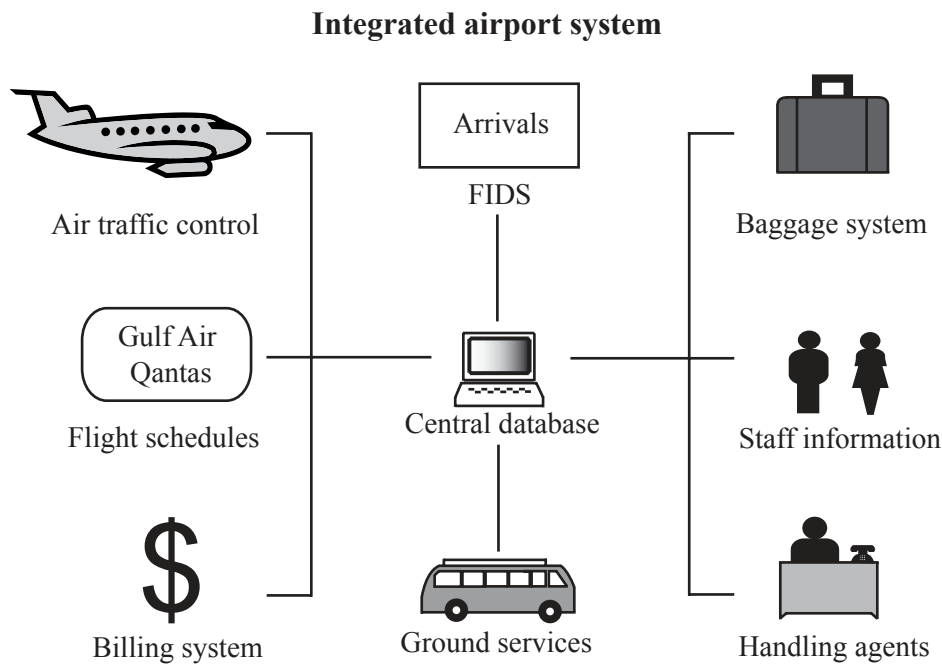 Integrated airport system
Arrivals
FIDS
Air traffic control
Baggage system
Gulf Air
Qantas
Flight schedules
Central database
Staff information
$
Billing system
Ground services
Handling agents